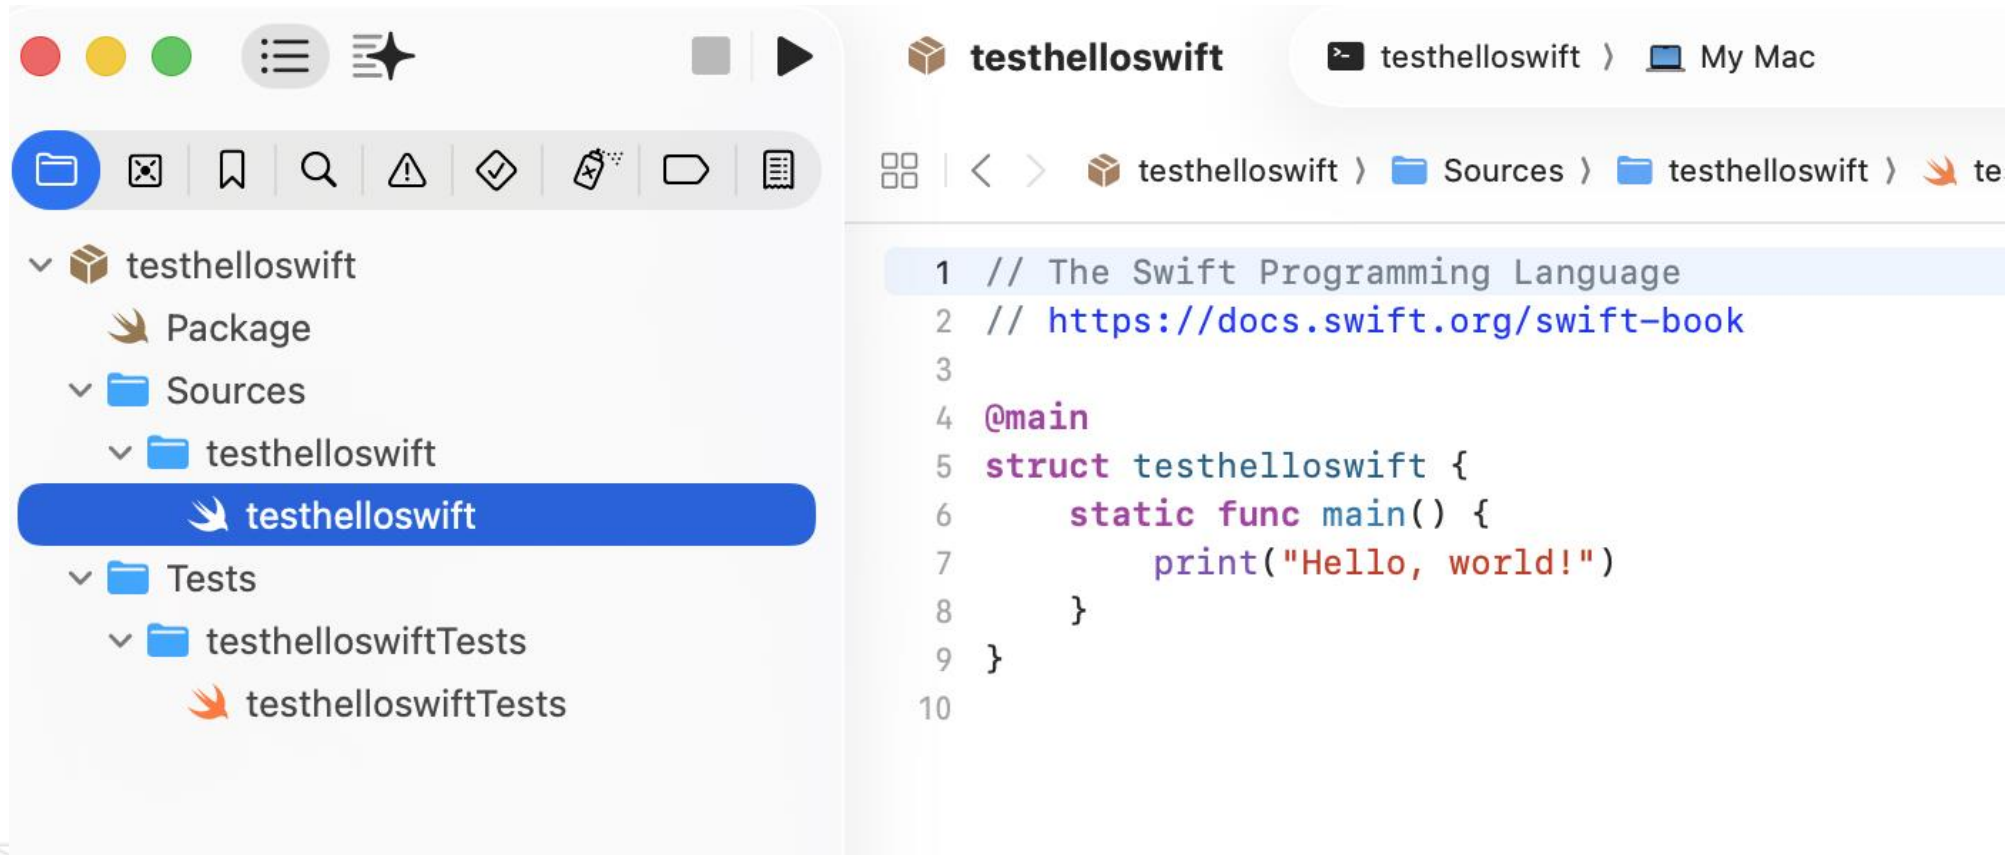 testhelloswift
testhelloswift 〉 My Mac
testhelloswift 〉 Sources 〉 testhelloswift 〉
testhelloswift
Package
Sources
testhelloswift
testhelloswift
Tests
testhelloswiftTests
testhelloswiftTests
1 // The Swift Programming Language
2 // https://docs.swift.org/swift-book
3
4 @main
5 struct testhelloswift {
6     static func main() {
7         print("Hello, world!")
8     }
9 }
10